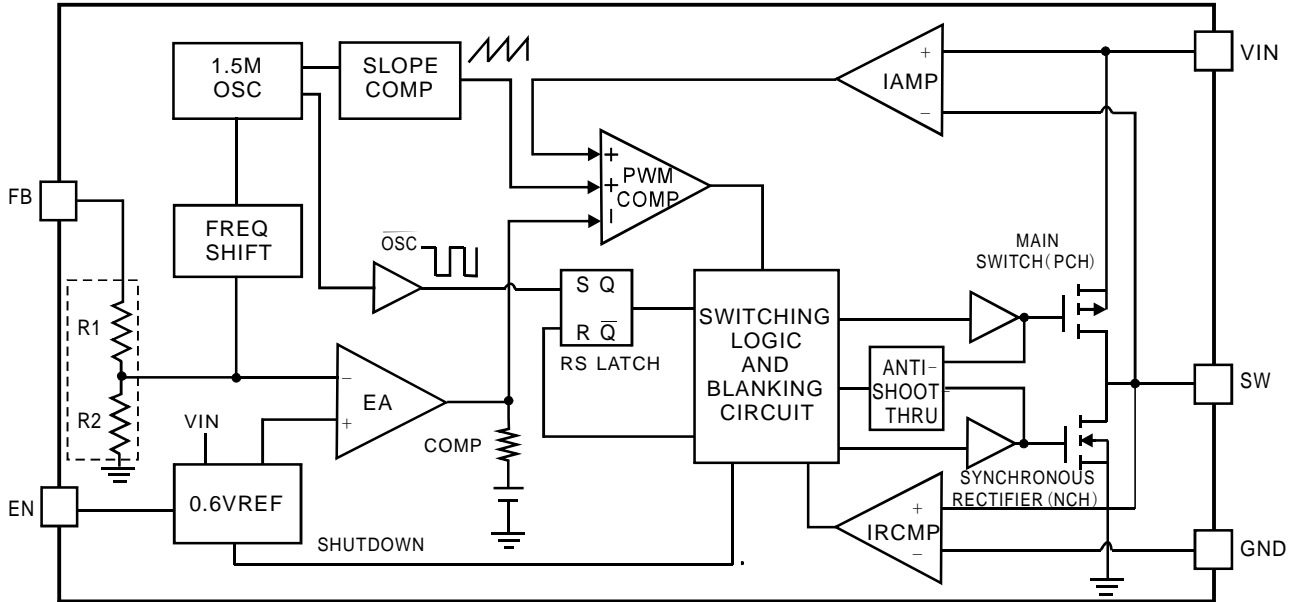 1.5M
OSC
SLOPE
COMP
+
IAMP
−
VIN
FB
FREQ
SHIFT
+
+
−
PWM
COMP
OSC
MAIN
SWITCH(PCH)
R1
R2
S Q
R Q
RS LATCH
SWITCHING
LOGIC
AND
BLANKING
CIRCUIT
ANTI-
SHOOT-
THRU
SW
−
EA
+
VIN
COMP
EN
0.6VREF
SHUTDOWN
SYNCHRONOUS
RECTIFIER(NCH)
+
IRCMP
−
GND